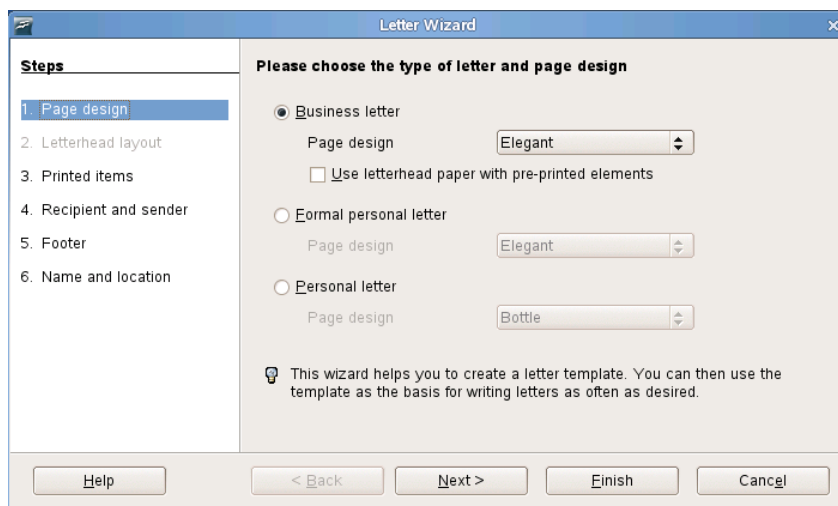 Letter Wizard
Steps
1. Page design
2. Letterhead layout
3. Printed items
4. Recipient and sender
5. Footer
6. Name and location
Please choose the type of letter and page design
Business letter
Page design Elegant
Use letterhead paper with pre-printed elements
Formal personal letter
Page design Elegant
Personal letter
Page design Bottle
This wizard helps you to create a letter template. You can then use the
template as the basis for writing letters as often as desired.
Help < Back Next > Finish Cancel